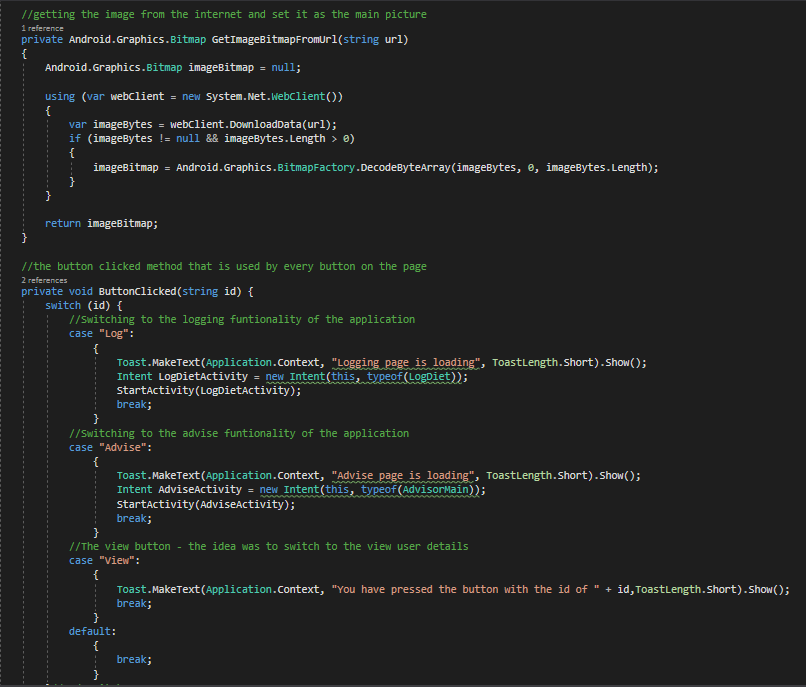 //getting the image from the internet and set it as the main picture
1 reference
private Android.Graphics.Bitmap GetImageBitmapFromUrl(string url)
{
Android.Graphics.Bitmap imageBitmap = null;
using (var webClient = new System.Net.WebClient())
{
var imageBytes = webClient.DownloadData(url);
if (imageBytes != null && imageBytes.Length > 0)
{
imageBitmap = Android.Graphics.BitmapFactory.DecodeByteArray(imageBytes, 0, imageBytes.Length);
}
}
return imageBitmap;
}
//the button clicked method that is used by every button on the page
2 references
private void ButtonClicked(string id) {
switch (id) {
//Switching to the logging funtionality of the application
case "Log":
{
Toast.MakeText(Application.Context, "Logging page is loading", ToastLength.Short).Show();
Intent LogDietActivity = new Intent(this, typeof(LogDiet));
StartActivity(LogDietActivity);
break;
}
//Switching to the advise funtionality of the application
case "Advise":
{
Toast.MakeText(Application.Context, "Advise page is loading", ToastLength.Short).Show();
Intent AdviseActivity = new Intent(this, typeof(AdvisorMain));
StartActivity(AdviseActivity);
break;
}
//The view button - the idea was to switch to the view user details
case "View":
{
Toast.MakeText(Application.Context, "You have pressed the button with the id of " + id,ToastLength.Short).Show();
break;
}
default:
{
break;
}